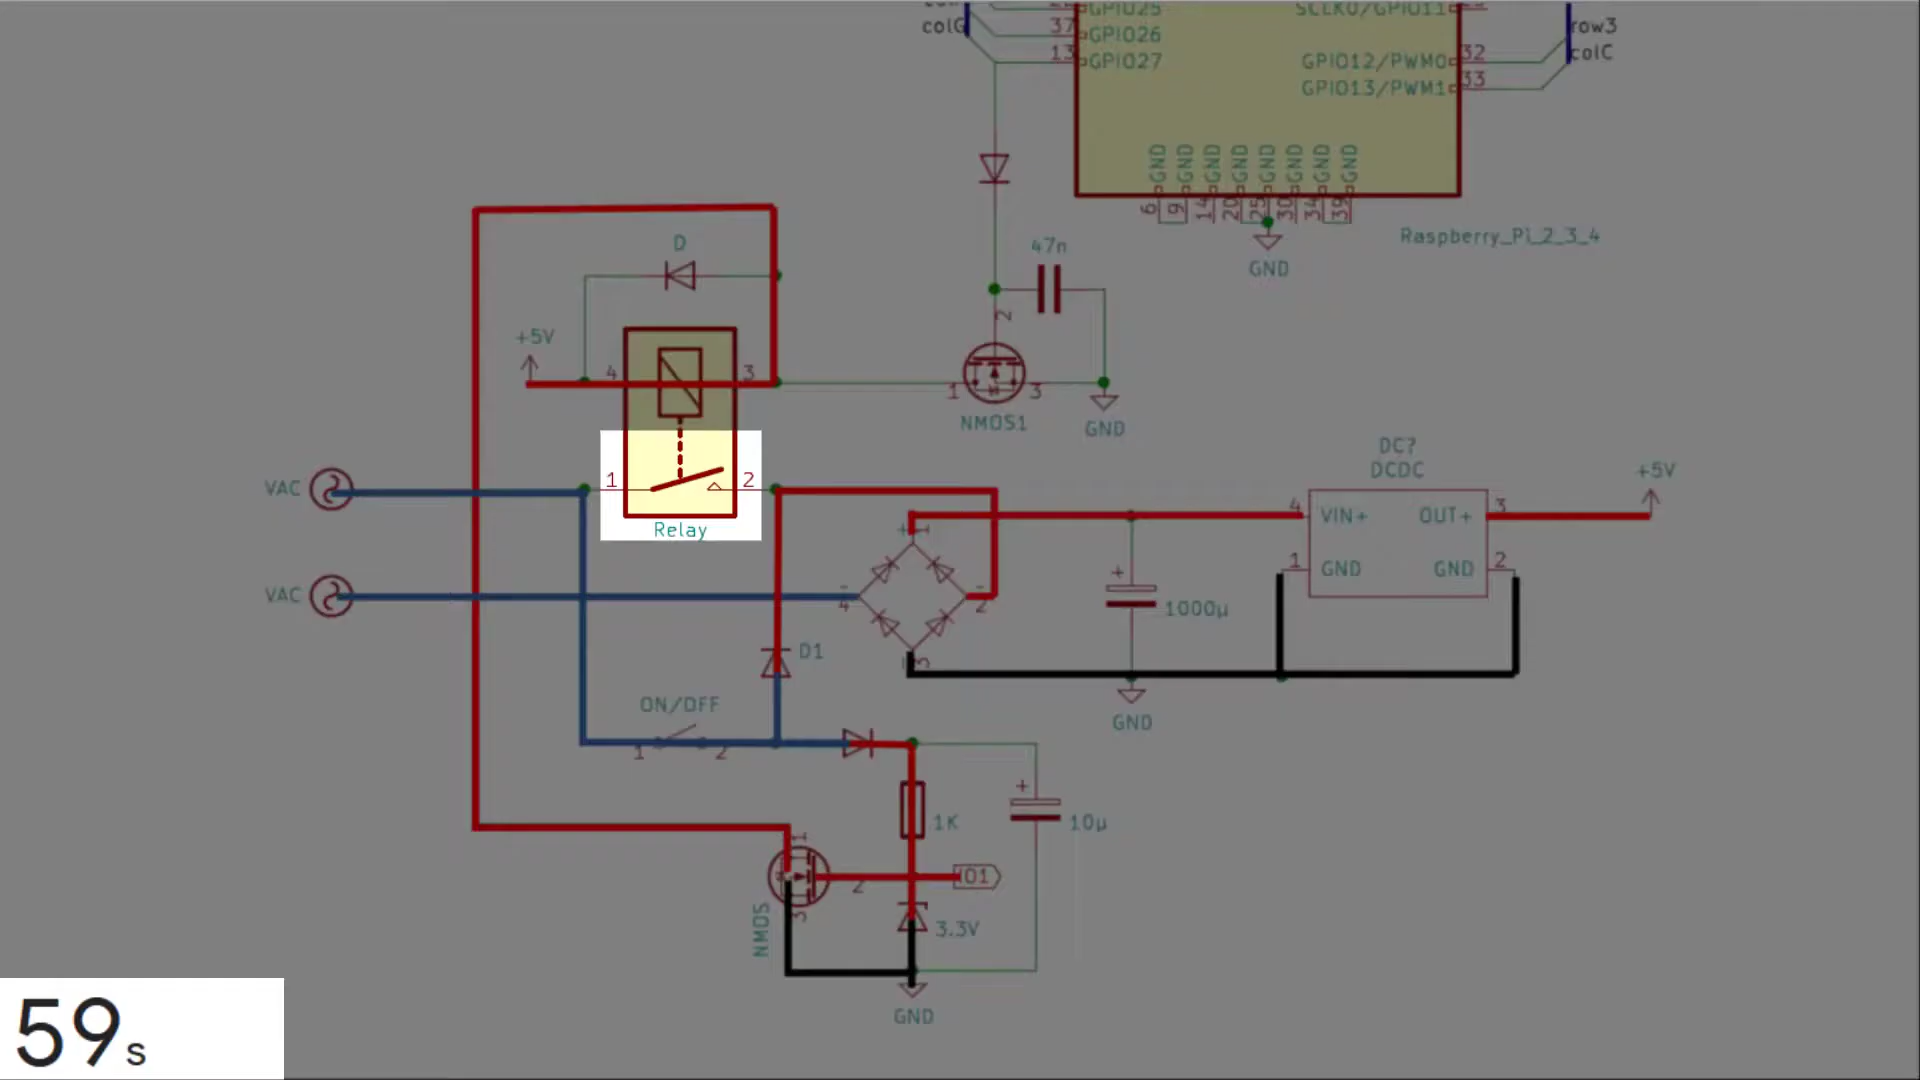 GPIO25
SCLK0/GPIO11
row3
colG
37
GPIO26
32
colC
13
GPIO27
GPIO12/PWM0
33
GPIO13/PWM1
GND GND GND GND GND GND GND GND
6 9 14 20 25 30 34 39
Raspberry_Pi_2_3_4
GND
D
47n
2
+5V
4
3
1
3
NMOS1
GND
DC?
DCDC
+5V
VAC
1
2
4
VIN+
OUT+
3
Relay
+
1
1
GND
GND
2
VAC
4
2
+
1000µ
D1
3
ON/OFF
GND
1
2
+
1K
10µ
1
2
IO1
3
NMOS
3.3V
GND
59s